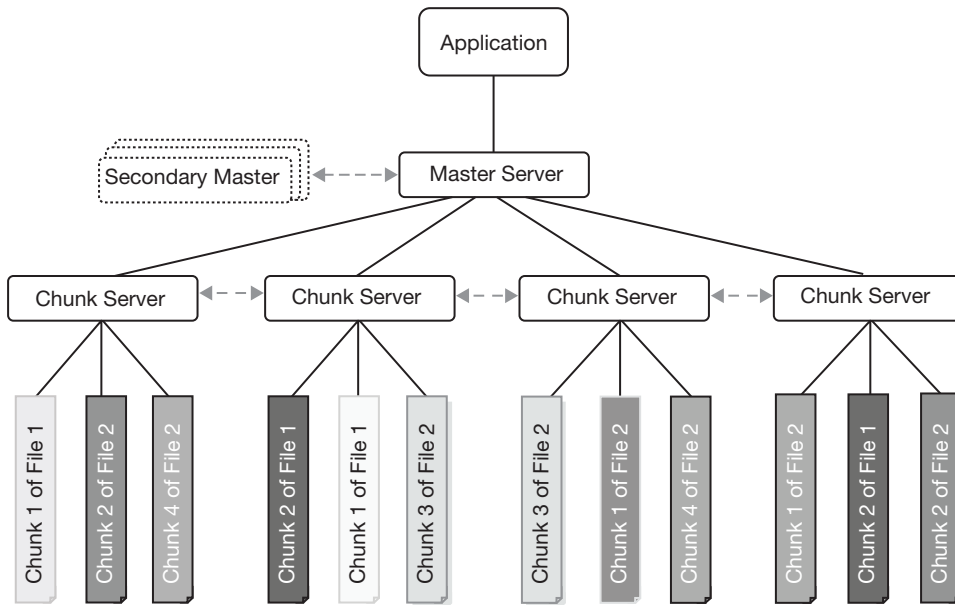 Application
Secondary Master
Master Server
Chunk Server
Chunk Server
Chunk Server
Chunk Server
Chunk 1 of File 1
Chunk 2 of File 2
Chunk 4 of File 2
Chunk 2 of File 1
Chunk 1 of File 1
Chunk 3 of File 2
Chunk 3 of File 2
Chunk 1 of File 2
Chunk 4 of File 2
Chunk 1 of File 2
Chunk 2 of File 1
Chunk 2 of File 2